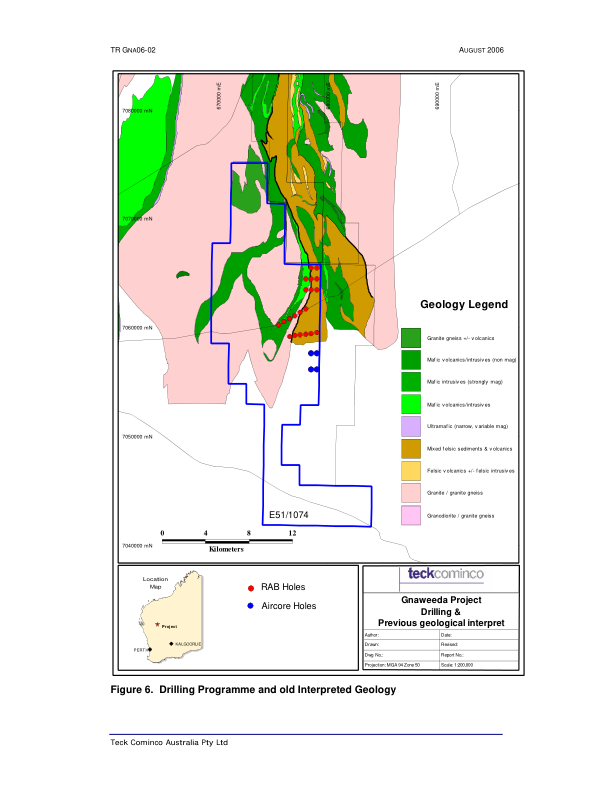 TR GNA06-02
AUGUST 2006
670000 mE
690000 mE
7080000 mN
7070000 mN
7060000 mN
7050000 mN
7040000 mN
Geology Legend
Granite gneiss +/- volcanics
Mafic volcanics/intrusives (non mag)
Mafic intrusives (strongly mag)
Mafic volcanics/intrusives
Ultramafic (narrow, variable mag)
Mixed felsic sediments & volcanics
Felsic volcanics +/- felsic intrusives
Granite / granite gneiss
Granodiorite / granite gneiss
E51/1074
0 4 8 12
Kilometers
Location
Map
Project
KALGOORLIE
PERTH
RAB Holes
Aircore Holes
teckcominco
Gnaweeda Project
Drilling &
Previous geological interpret
Author: Date:
Drawn: Revised:
Dwg No.: Report No.:
Projection: MGA 94 Zone 50 Scale: 1:200,000
Figure 6. Drilling Programme and old Interpreted Geology
Teck Cominco Australia Pty Ltd